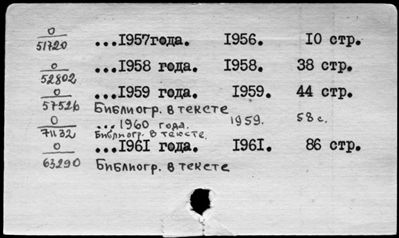 0
51720 ...1957года. 1956. 10 стр.
0
52802 ...1958 года. 1958. 38 стр.
0
57526 ...1959 года. 1959. 44 стр.
Библиогр. в тексте
0
71132 ... 1960 года. 1959. 58 с.
Библиогр. в тексте.
0
63290 ...1961 года. 1961. 86 стр.
Библиогр. в тексте